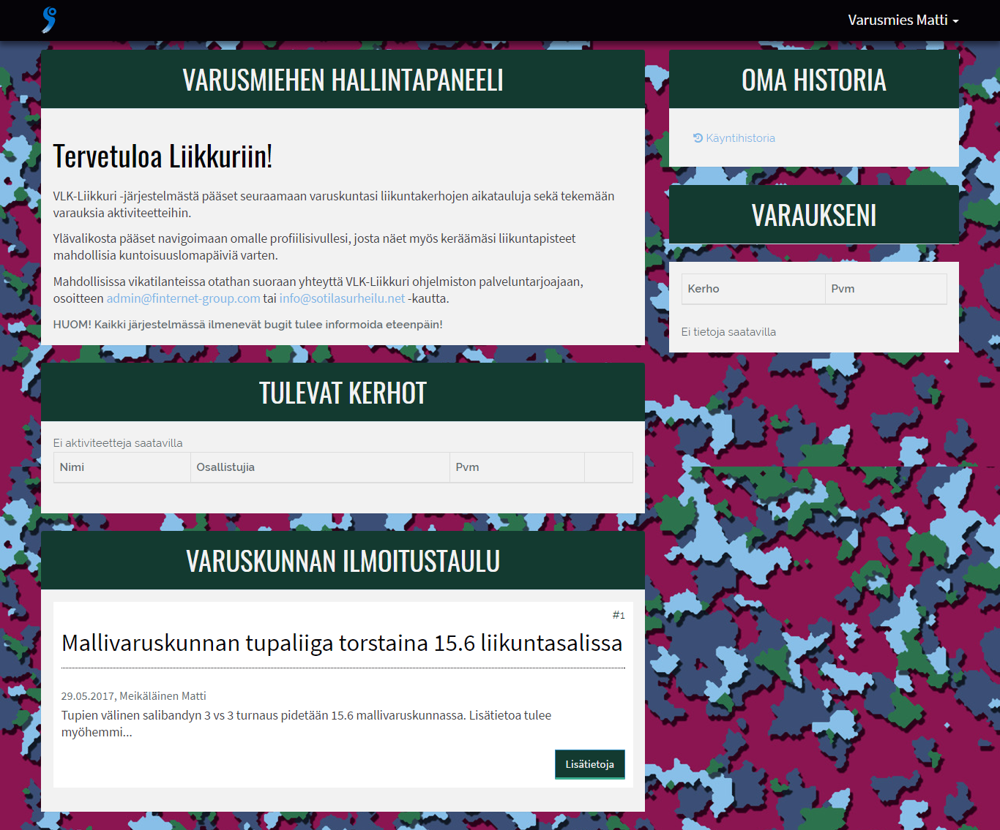 Varusmies Matti
VARUSMIEHEN HALLINTAPANEELI
Tervetuloa Liikkuriin!
VLK-Liikkuri -järjestelmästä pääset seuraamaan varuskuntasi liikuntakerhojen aikatauluja sekä tekemään
varauksia aktiviteetteihin.
Ylävalikosta pääset navigoimaan omalle profiilisivullesi, josta näet myös keräämäsi liikuntapisteet
mahdollisia kuntoisuuslomapäiviä varten.
Mahdollisissa vikatilanteissa otathan suoraan yhteyttä VLK-Liikkuri ohjelmiston palveluntarjoajaan,
osoitteen admin@finternet-group.com tai info@sotilasurheilu.net -kautta.
HUOM! Kaikki järjestelmässä ilmenevät bugit tulee informoida eteenpäin!
TULEVAT KERHOT
Ei aktiviteetteja saatavilla
Nimi Osallistujia Pvm
VARUSKUNNAN ILMOITUSTAULU
#1
Mallivaruskunnan tupaliiga torstaina 15.6 liikuntasalissa
29.05.2017, Meikäläinen Matti
Tupien välinen salibandyn 3 vs 3 turnaus pidetään 15.6 mallivaruskunnassa. Lisätietoa tulee
myöhemmi...
Lisätietoja
OMA HISTORIA
Käyntihistoria
VARAUKSENI
Kerho Pvm
Ei tietoja saatavilla